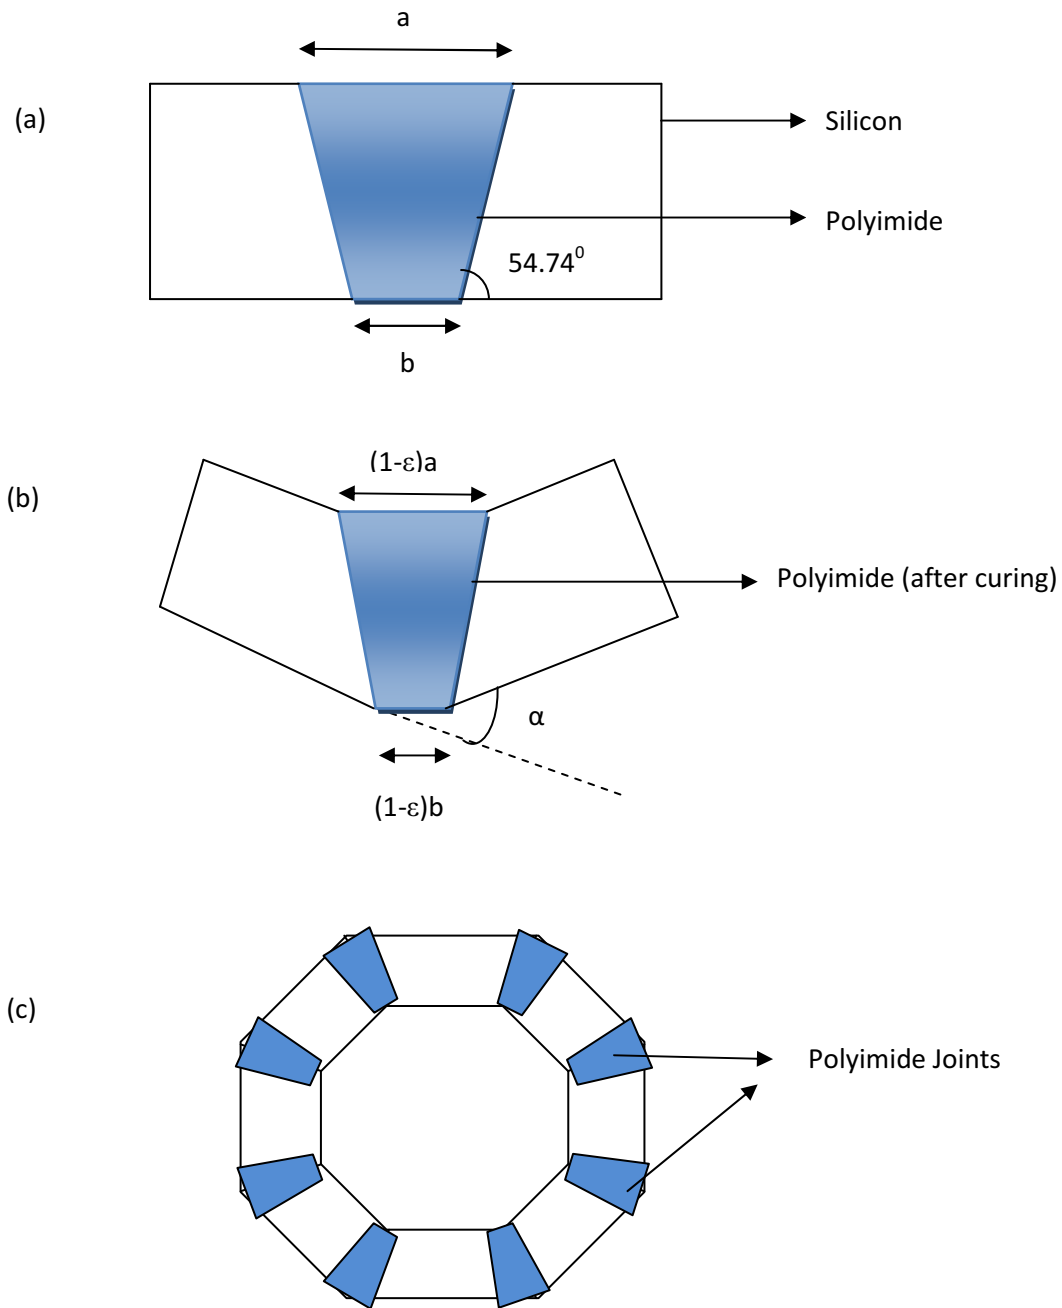 a
(a)
Silicon
Polyimide
54.74⁰
b
(1-ε)a
(b)
Polyimide (after curing)
α
(1-ε)b
(c)
Polyimide Joints